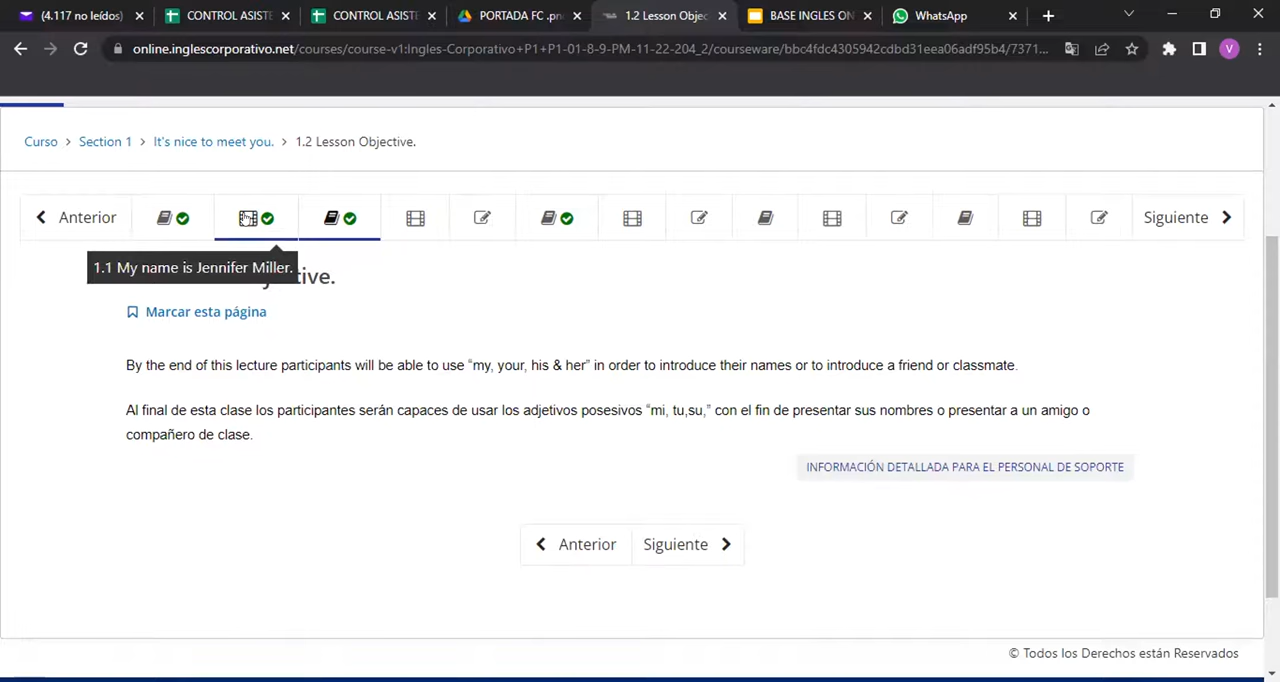 (4.117 no leídos)
CONTROL ASISTE
CONTROL ASISTE
PORTADA FC .pn
1.2 Lesson Objec
BASE INGLES ON
WhatsApp
online.inglescorporativo.net/courses/course-v1:Ingles-Corporativo+P1+P1-01-8-9-PM-11-22-204_2/courseware/bbc4fdc4305942cdbd31eea06adf95b4/7371...
V
Curso > Section 1 > It's nice to meet you. > 1.2 Lesson Objective.
Anterior
Siguiente
1.1 My name is Jennifer Miller.
tive.
Marcar esta página
By the end of this lecture participants will be able to use “my, your, his & her” in order to introduce their names or to introduce a friend or classmate.
Al final de esta clase los participantes serán capaces de usar los adjetivos posesivos “mi, tu,su,” con el fin de presentar sus nombres o presentar a un amigo o
compañero de clase.
INFORMACIÓN DETALLADA PARA EL PERSONAL DE SOPORTE
Anterior
Siguiente
© Todos los Derechos están Reservados